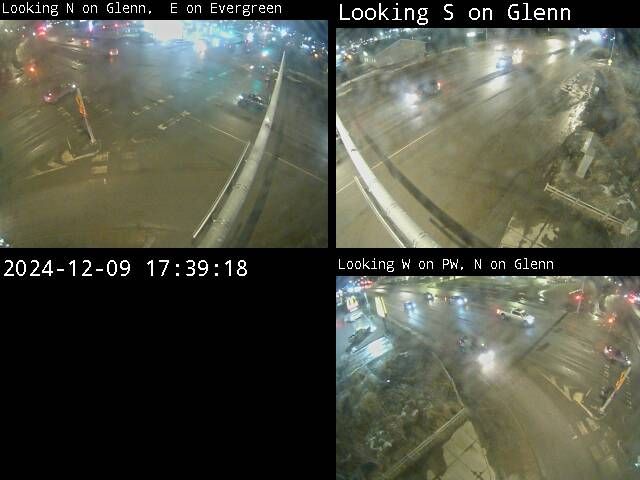 Looking N on Glenn,  E on Evergreen
Looking S on Glenn
2024-12-09 17:39:18
Looking W on PW, N on Glenn